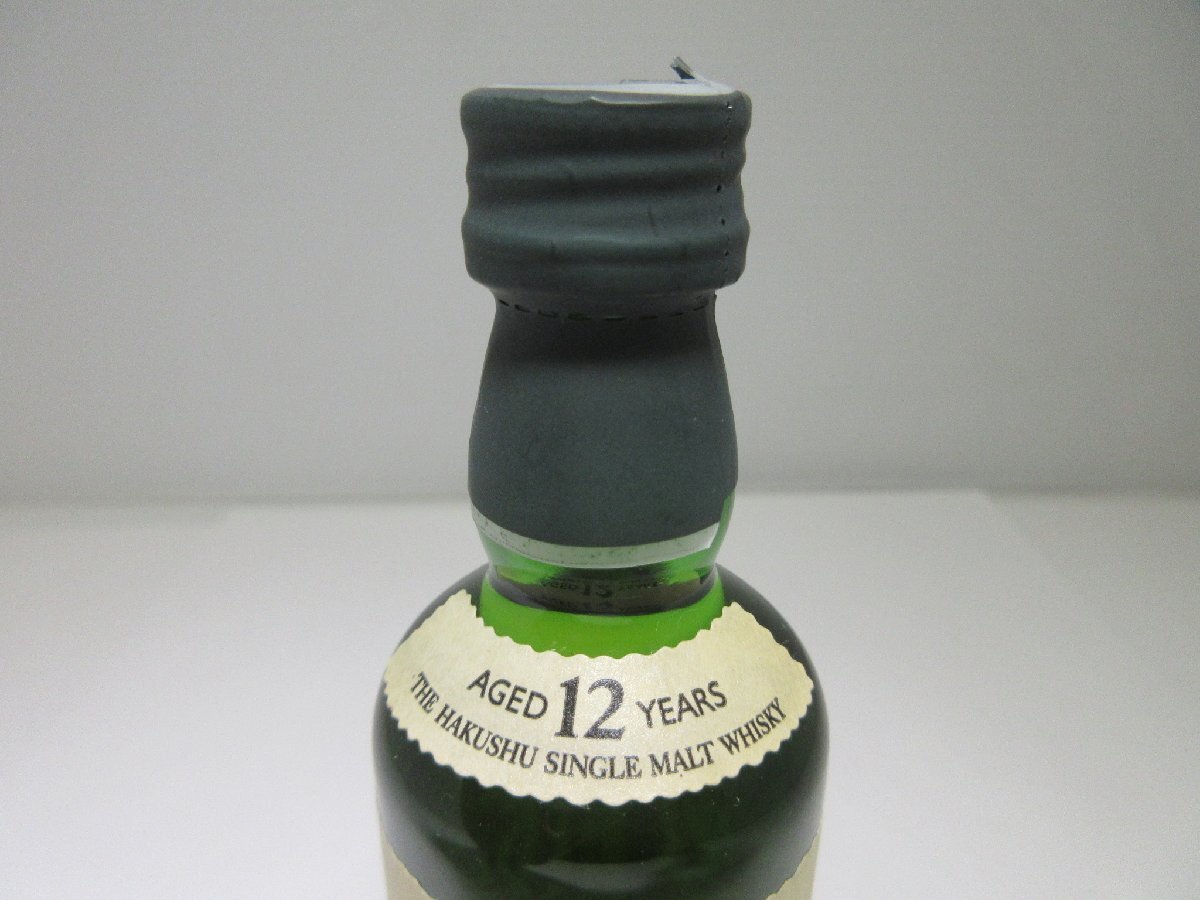 AGED 12 YEARS
THE HAKUSHU SINGLE MALT WHISKY